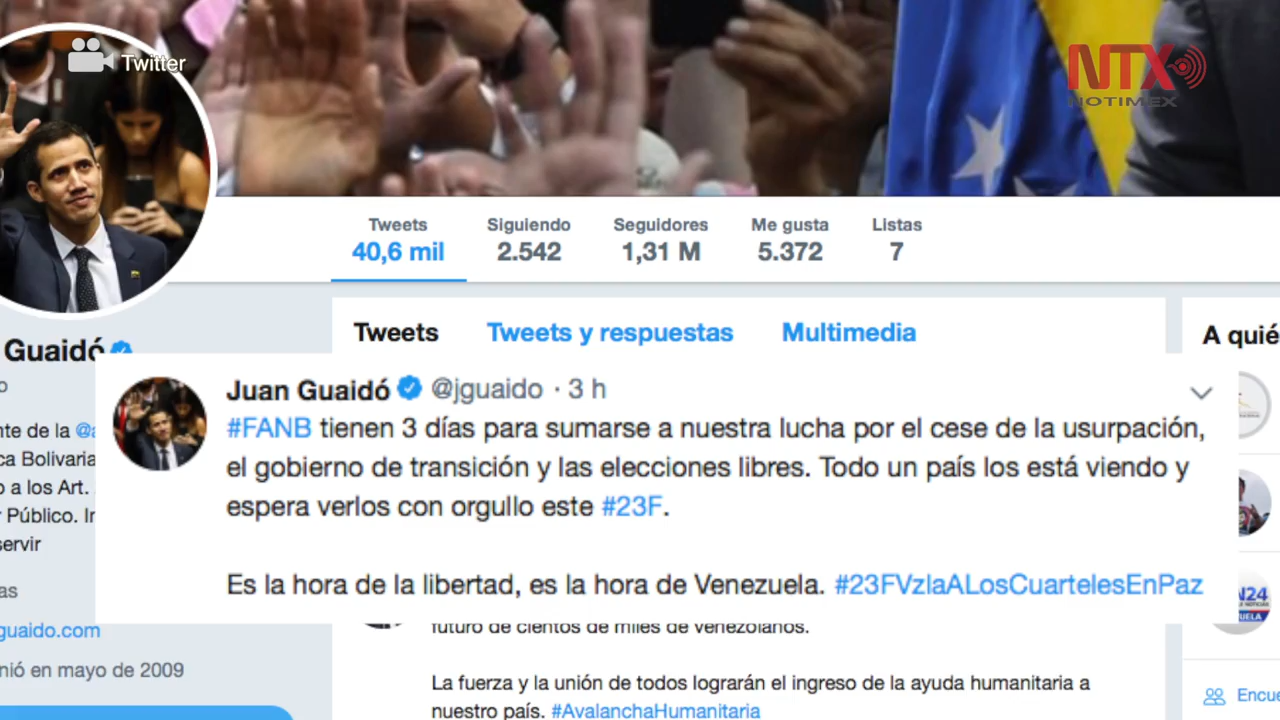 Twitter
NTX
NOTIMEX
Tweets
40,6 mil
Siguiendo
2.542
Seguidores
1,31 M
Me gusta
5.372
Listas
7
Guaidó
Tweets
Tweets y respuestas
Multimedia
A quié
Juan Guaidó @jguaido · 3 h
#FANB tienen 3 días para sumarse a nuestra lucha por el cese de la usurpación,
el gobierno de transición y las elecciones libres. Todo un país los está viendo y
espera verlos con orgullo este #23F.
Es la hora de la libertad, es la hora de Venezuela. #23FVzlaALosCuartelesEnPaz
o
nte de la @a
ca Bolivaria
o a los Art.
r Público. Ir
servir
as
guaido.com
nió en mayo de 2009
futuro de cientos de miles de venezolanos.
La fuerza y la unión de todos lograrán el ingreso de la ayuda humanitaria a
nuestro país. #AvalanchaHumanitaria
N24
Encue